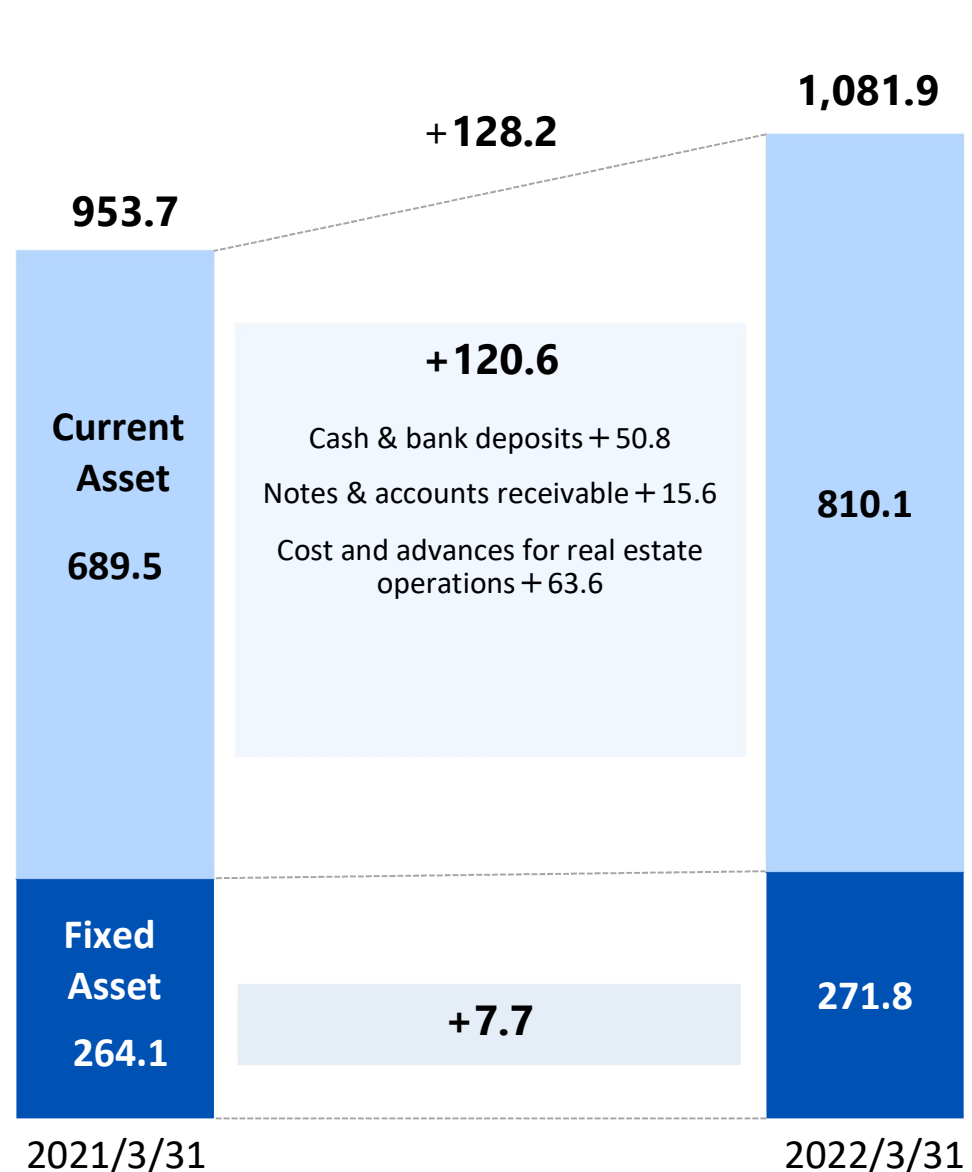 1,081.9
+128.2
953.7
+120.6
Current
Asset
689.5
Cash & bank deposits＋50.8
Notes & accounts receivable＋15.6
Cost and advances for real estate
operations＋63.6
810.1
Fixed
Asset
264.1
+7.7
271.8
2021/3/31
2022/3/31